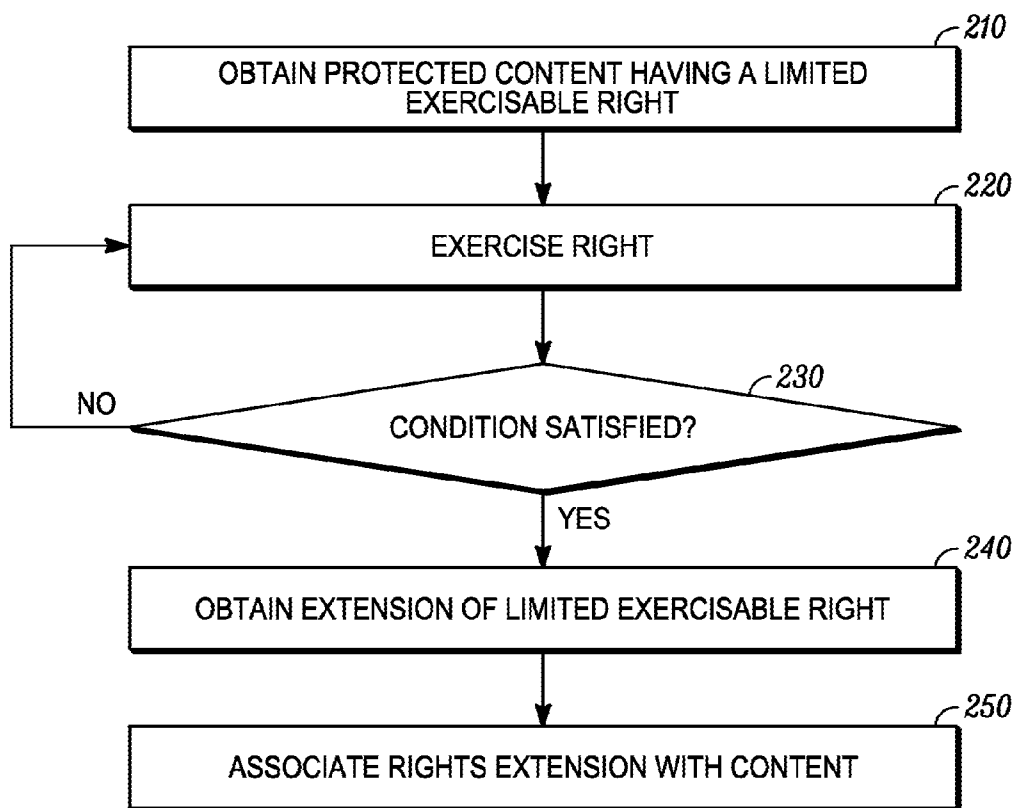 210
OBTAIN PROTECTED CONTENT HAVING A LIMITED
EXERCISABLE RIGHT
220
EXERCISE RIGHT
230
CONDITION SATISFIED?
NO
YES
240
OBTAIN EXTENSION OF LIMITED EXERCISABLE RIGHT
250
ASSOCIATE RIGHTS EXTENSION WITH CONTENT